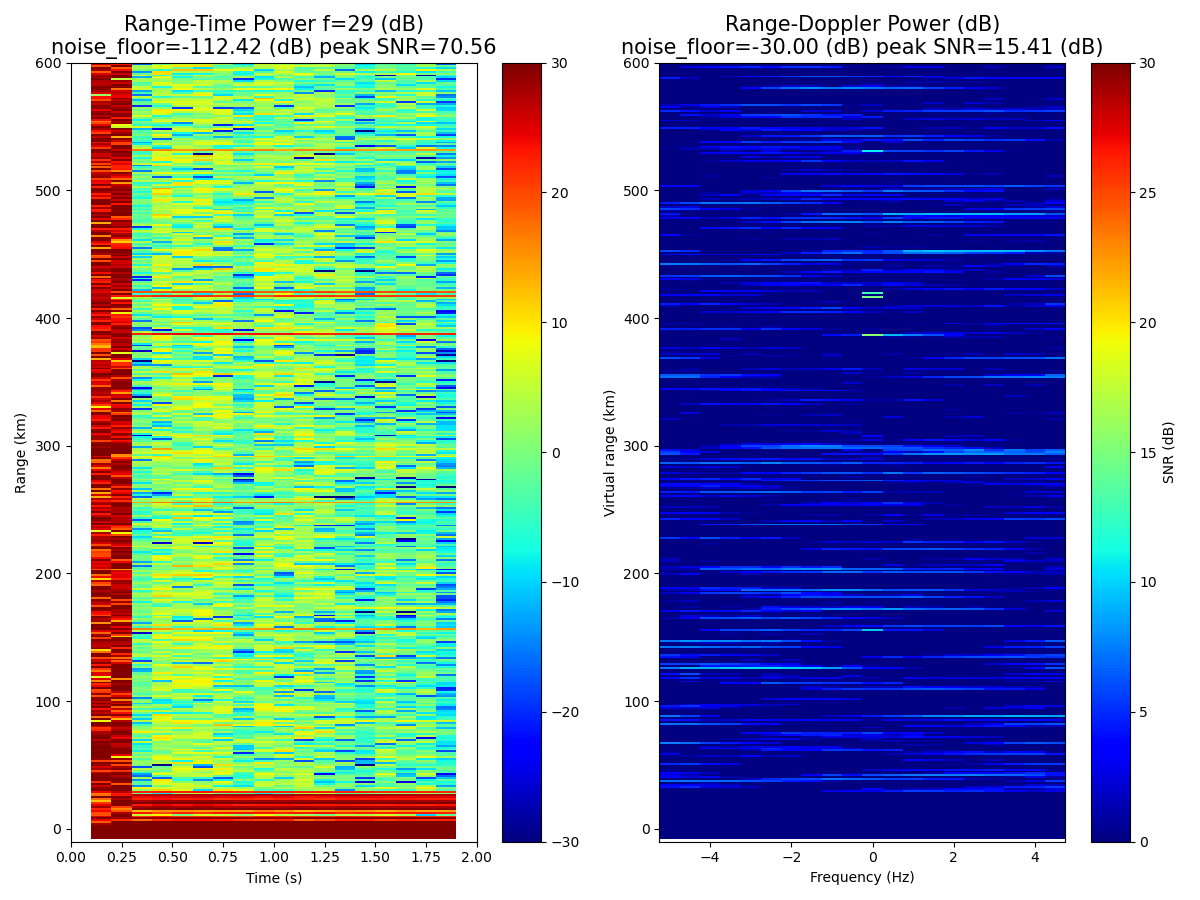 Range-Time Power f=29 (dB)
noise_floor=-112.42 (dB) peak SNR=70.56
Range (km)
600
500
400
300
200
100
0
0.00 0.25 0.50 0.75 1.00 1.25 1.50 1.75 2.00
Time (s)
30
20
10
0
−10
−20
−30
Range-Doppler Power (dB)
noise_floor=-30.00 (dB) peak SNR=15.41 (dB)
Virtual range (km)
600
500
400
300
200
100
0
−4 −2 0 2 4
Frequency (Hz)
30
25
20
15
10
5
0
SNR (dB)